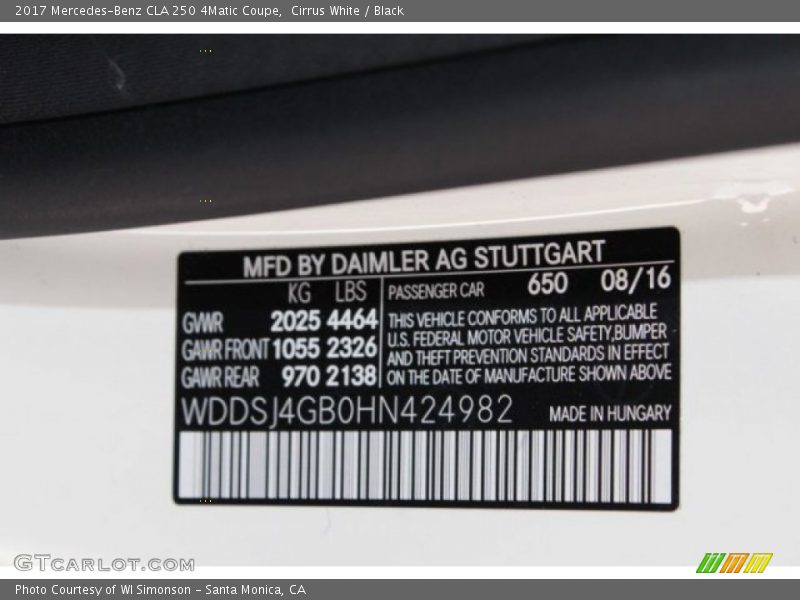 2017 Mercedes-Benz CLA 250 4Matic Coupe,  Cirrus White / Black
MFD BY DAIMLER AG STUTTGART
KG LBS
GVWR 2025 4464
GAWR FRONT 1055 2326
GAWR REAR 970 2138
PASSENGER CAR 650 08/16
THIS VEHICLE CONFORMS TO ALL APPLICABLE
U.S. FEDERAL MOTOR VEHICLE SAFETY,BUMPER
AND THEFT PREVENTION STANDARDS IN EFFECT
ON THE DATE OF MANUFACTURE SHOWN ABOVE
WDDSJ4GB0HN424982 MADE IN HUNGARY
GTCARLOT.COM
Photo Courtesy of WI Simonson - Santa Monica, CA